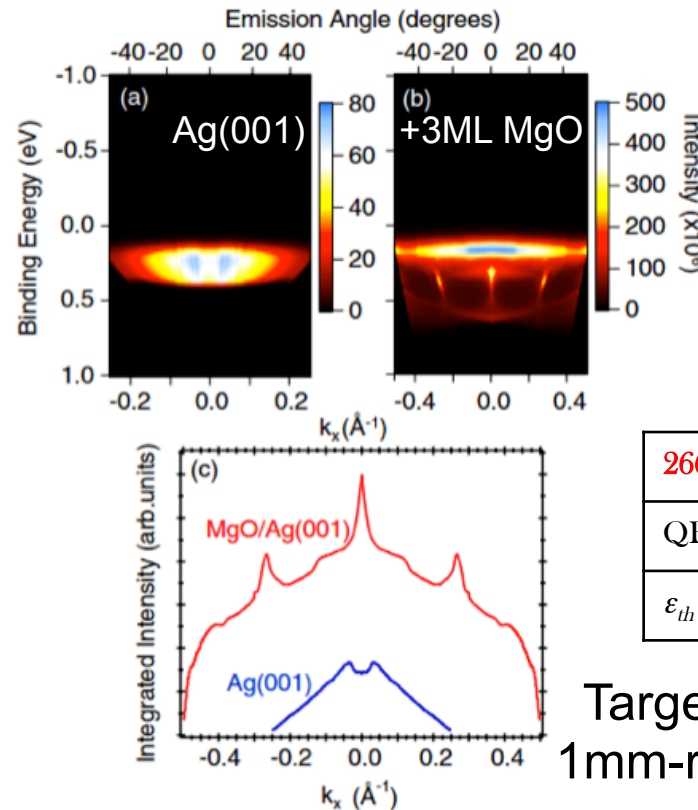 Emission Angle (degrees)
-40 -20 0 20 40 -40 -20 0 20 40
(a) Ag(001)
(b) +3ML MgO
Binding Energy (eV)
-1.0
-0.5
0.0
0.5
1.0
80
60
40
20
0
500
400
300
200
100
0
Intensity (x10⁶)
-0.2 0.0 0.2 -0.4 0.0 0.4
kₓ(Å⁻¹)
(c)
Integrated Intensity (arb.units)
MgO/Ag(001)
Ag(001)
-0.4 -0.2 0.0 0.2 0.4
kₓ (Å⁻¹)
εₜₕ
1mm-r